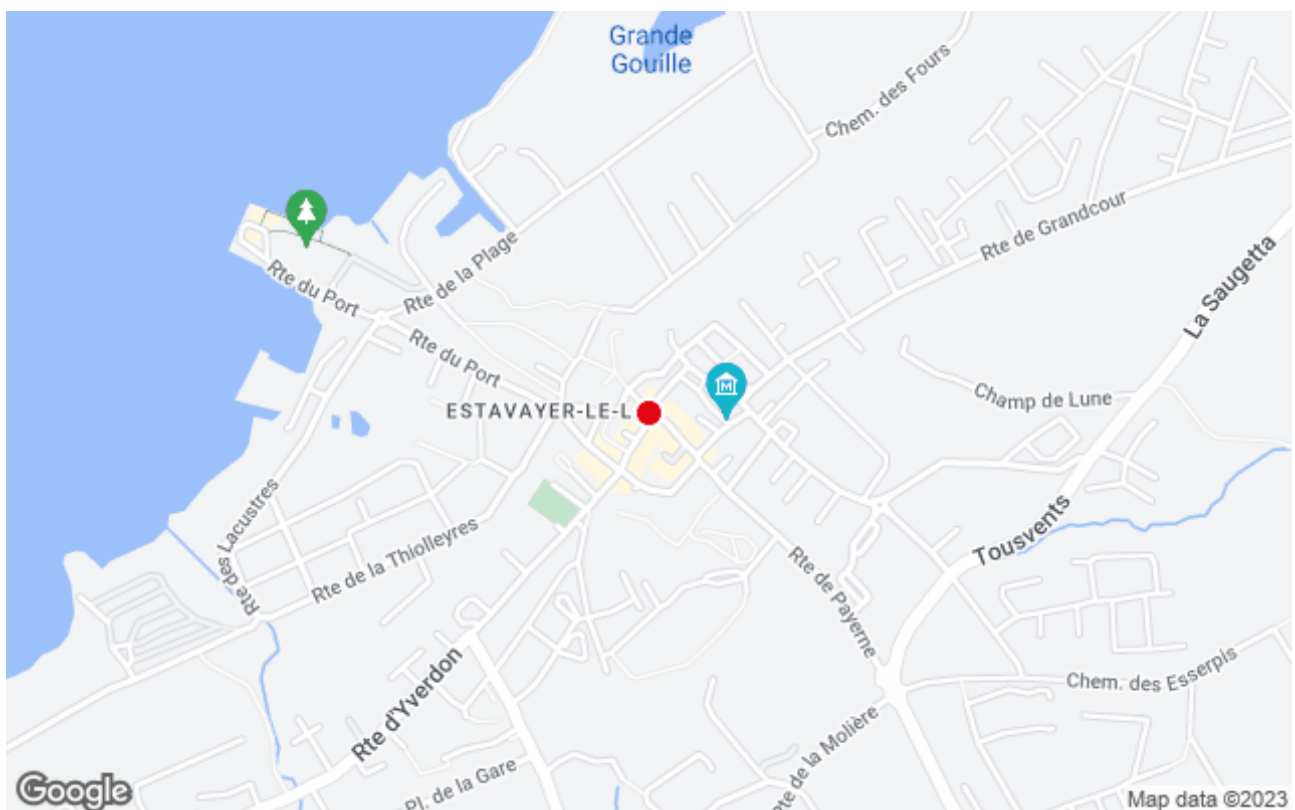 Grande
Gouille
Chem. des Fours
Rte de Grandcour
La Saugetta
Rte de la Plage
Rte du Port
Rte du Port
Champ de Lune
ESTAVAYER-LE-L
M
Rte des Lacustres
Rte de la Thiolleyres
Tousvents
Rte de Payerne
Chem. des Esserpis
Rte d'Yverdon
te de la Molière
Pl. de la Gare
Google
Map data ©2023